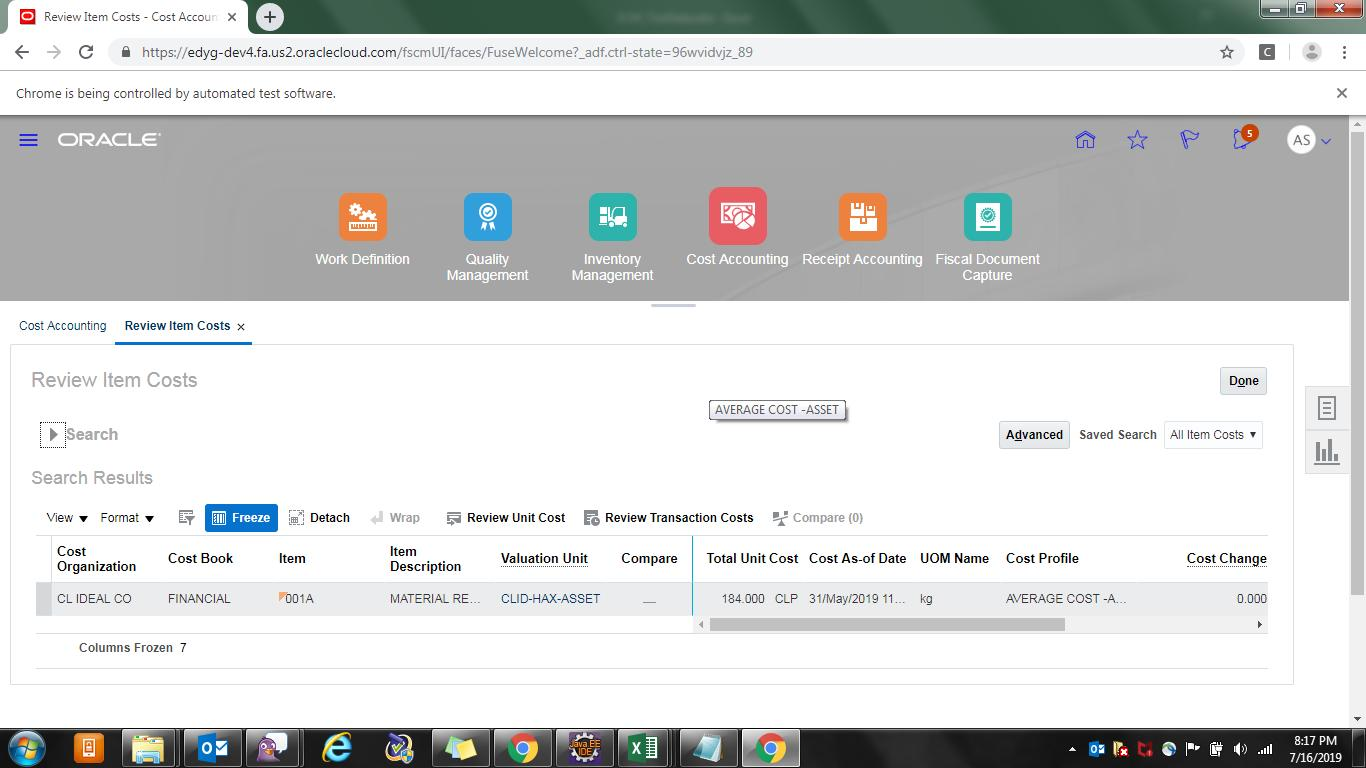 Review Item Costs - Cost Accoun
https://edyg-dev4.fa.us2.oraclecloud.com/fscmUI/faces/FuseWelcome?_adf.ctrl-state=96wvidvjz_89
C
Chrome is being controlled by automated test software.
ORACLE
5
AS
Work Definition
Quality Management
Inventory Management
Cost Accounting
Receipt Accounting
Fiscal Document Capture
Cost Accounting
Review Item Costs
Review Item Costs
Done
AVERAGE COST -ASSET
Search
Advanced
Saved Search
All Item Costs
Search Results
View
Format
Freeze
Detach
Wrap
Review Unit Cost
Review Transaction Costs
Compare (0)
Cost Organization
Cost Book
Item
Item Description
Valuation Unit
Compare
Total Unit Cost
Cost As-of Date
UOM Name
Cost Profile
Cost Change
CL IDEAL CO
FINANCIAL
001A
MATERIAL RE...
CLID-HAX-ASSET
184.000 CLP
31/May/2019 11...
kg
AVERAGE COST -A...
0.000
Columns Frozen 7
Java EE
IDE
8:17 PM
7/16/2019